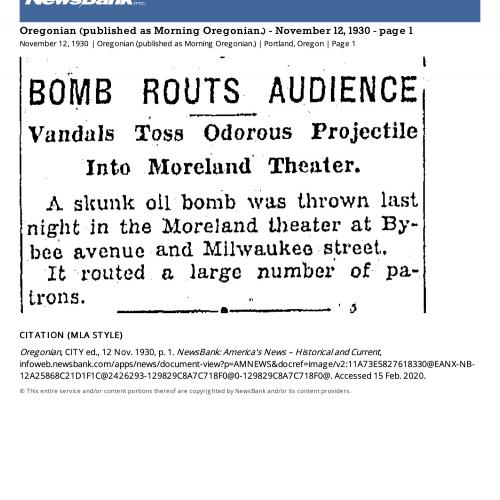 NewsBank inc.
Oregonian (published as Morning Oregonian.) - November 12, 1930 - page 1
November 12, 1930 | Oregonian (published as Morning Oregonian.) | Portland, Oregon | Page 1
BOMB ROUTS AUDIENCE
Vandals Toss Odorous Projectile
Into Moreland Theater.
A skunk oil bomb was thrown last
night in the Moreland theater at By-
bee avenue and Milwaukee street.
It routed a large number of pa-
trons.
CITATION (MLA STYLE)
Oregonian, CITY ed., 12 Nov. 1930, p. 1. NewsBank: America's News – Historical and Current,
infoweb.newsbank.com/apps/news/document-view?p=AMNEWS&docref=image/v2:11A73E5827618330@EANX-NB-
12A25868C21D1F1C@2426293-129829C8A7C718F0@0-129829C8A7C718F0@. Accessed 15 Feb. 2020.
© This entire service and/or content portions thereof are copyrighted by NewsBank and/or its content providers.